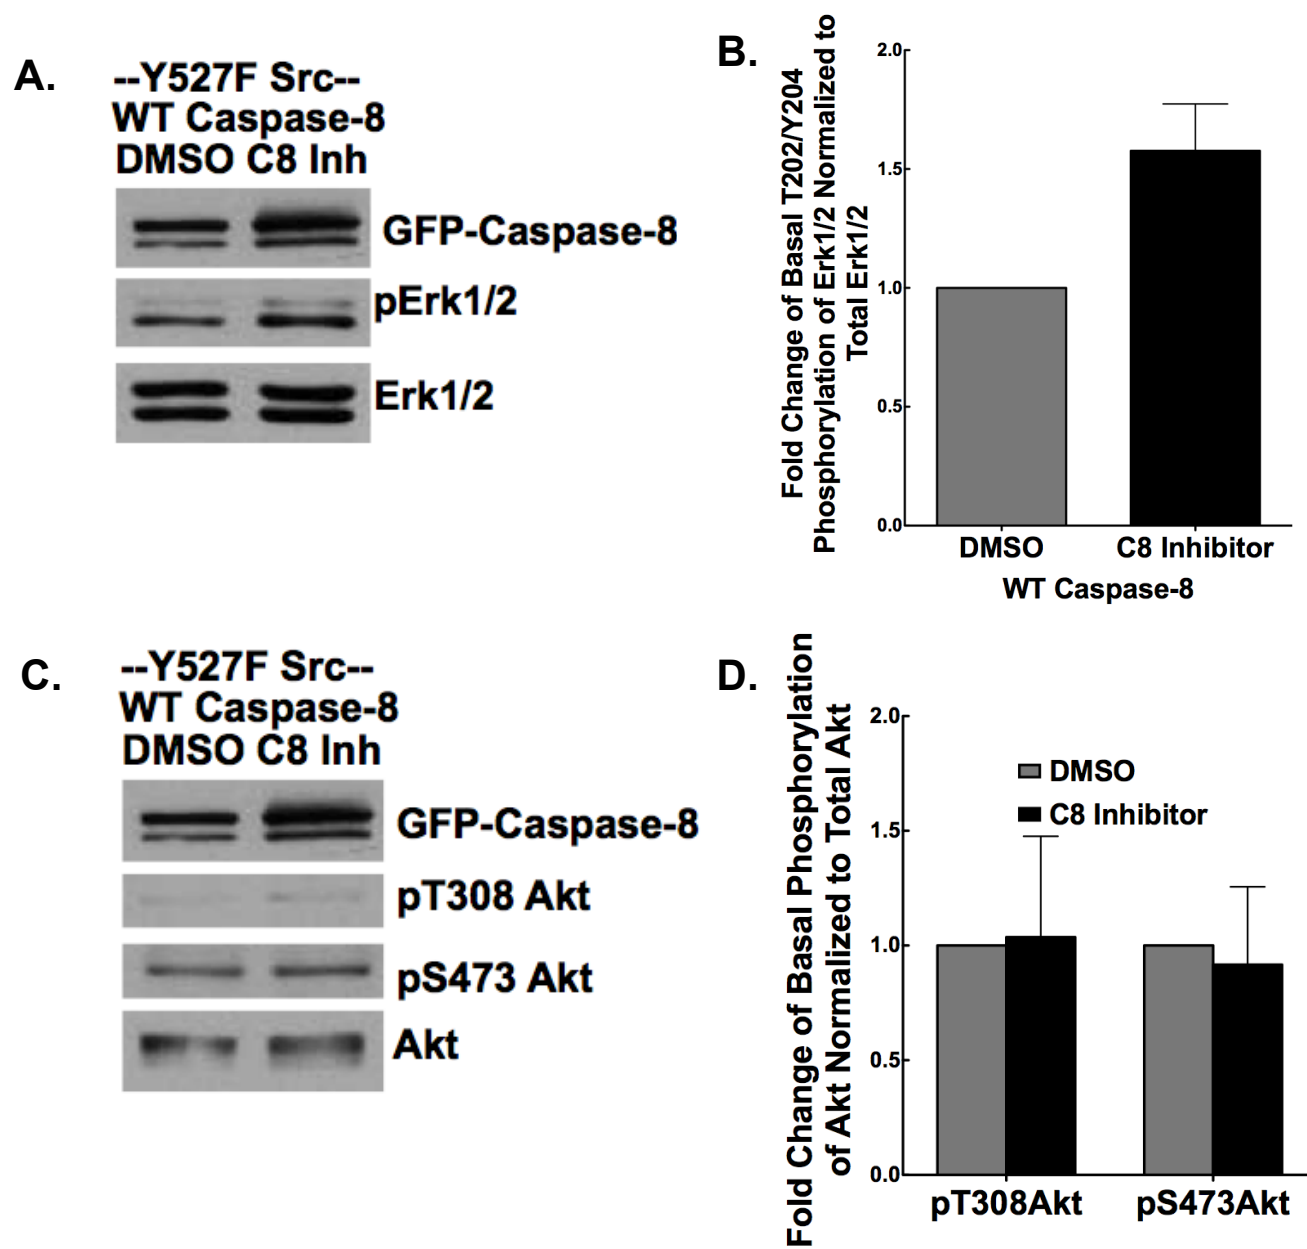 A.
--Y527F Src--
WT Caspase-8
DMSO C8 Inh
GFP-Caspase-8
pErk1/2
Erk1/2
B.
Fold Change of Basal T202/Y204
Phosphorylation of Erk1/2 Normalized to
Total Erk1/2
2.0
1.5
1.0
0.5
0.0
DMSO
C8 Inhibitor
WT Caspase-8
C.
--Y527F Src--
WT Caspase-8
DMSO C8 Inh
GFP-Caspase-8
pT308 Akt
pS473 Akt
Akt
D.
Fold Change of Basal Phosphorylation
of Akt Normalized to Total Akt
2.0
1.5
1.0
0.5
0.0
DMSO
C8 Inhibitor
pT308Akt
pS473Akt